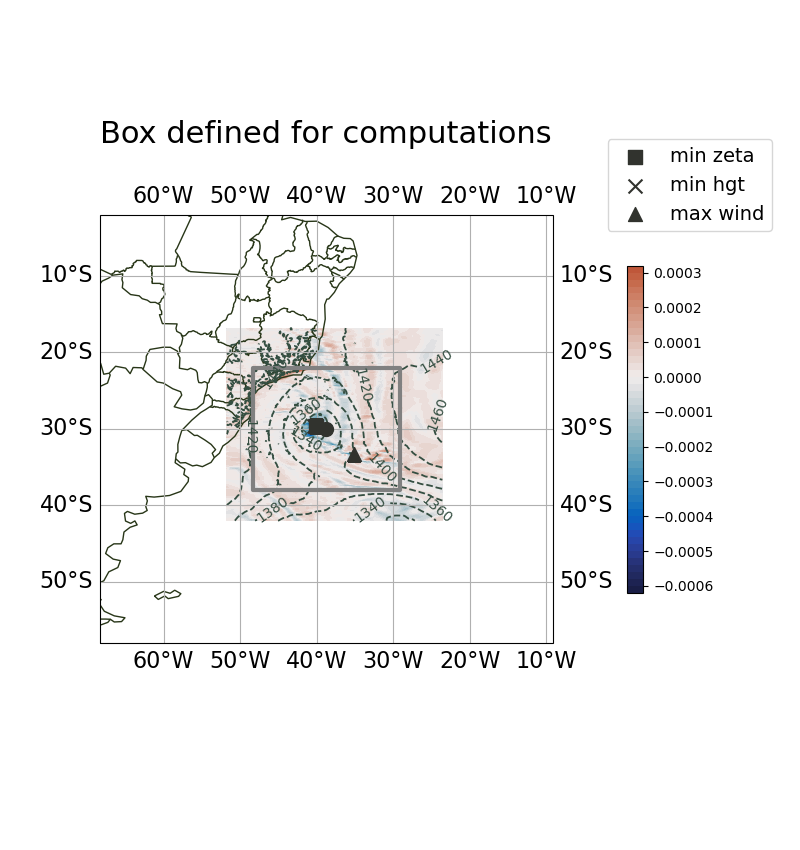 Box defined for computations
min zeta
min hgt
max wind
60°W 50°W 40°W 30°W 20°W 10°W
10°S 10°S
20°S 20°S
30°S 30°S
40°S 40°S
50°S 50°S
60°W 50°W 40°W 30°W 20°W 10°W
1440
1420
1460
1360
1420
1340
1400
1380
1340
1360
0.0003
0.0002
0.0001
0.0000
−0.0001
−0.0002
−0.0003
−0.0004
−0.0005
−0.0006